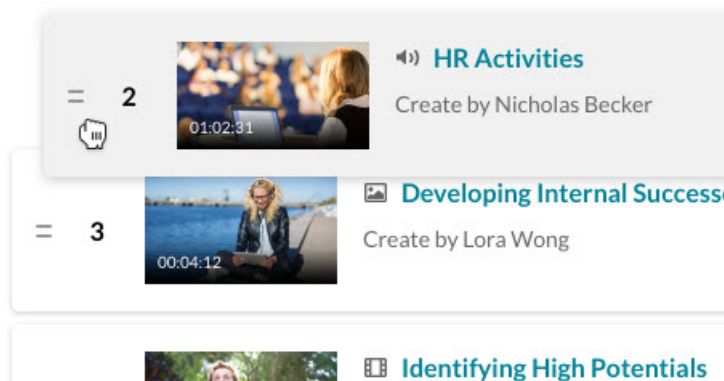 HR Activities
2
Create by Nicholas Becker
01:02:31
Developing Internal
3
Create by Lora Wong
00:04:12
Identifying High Potentials